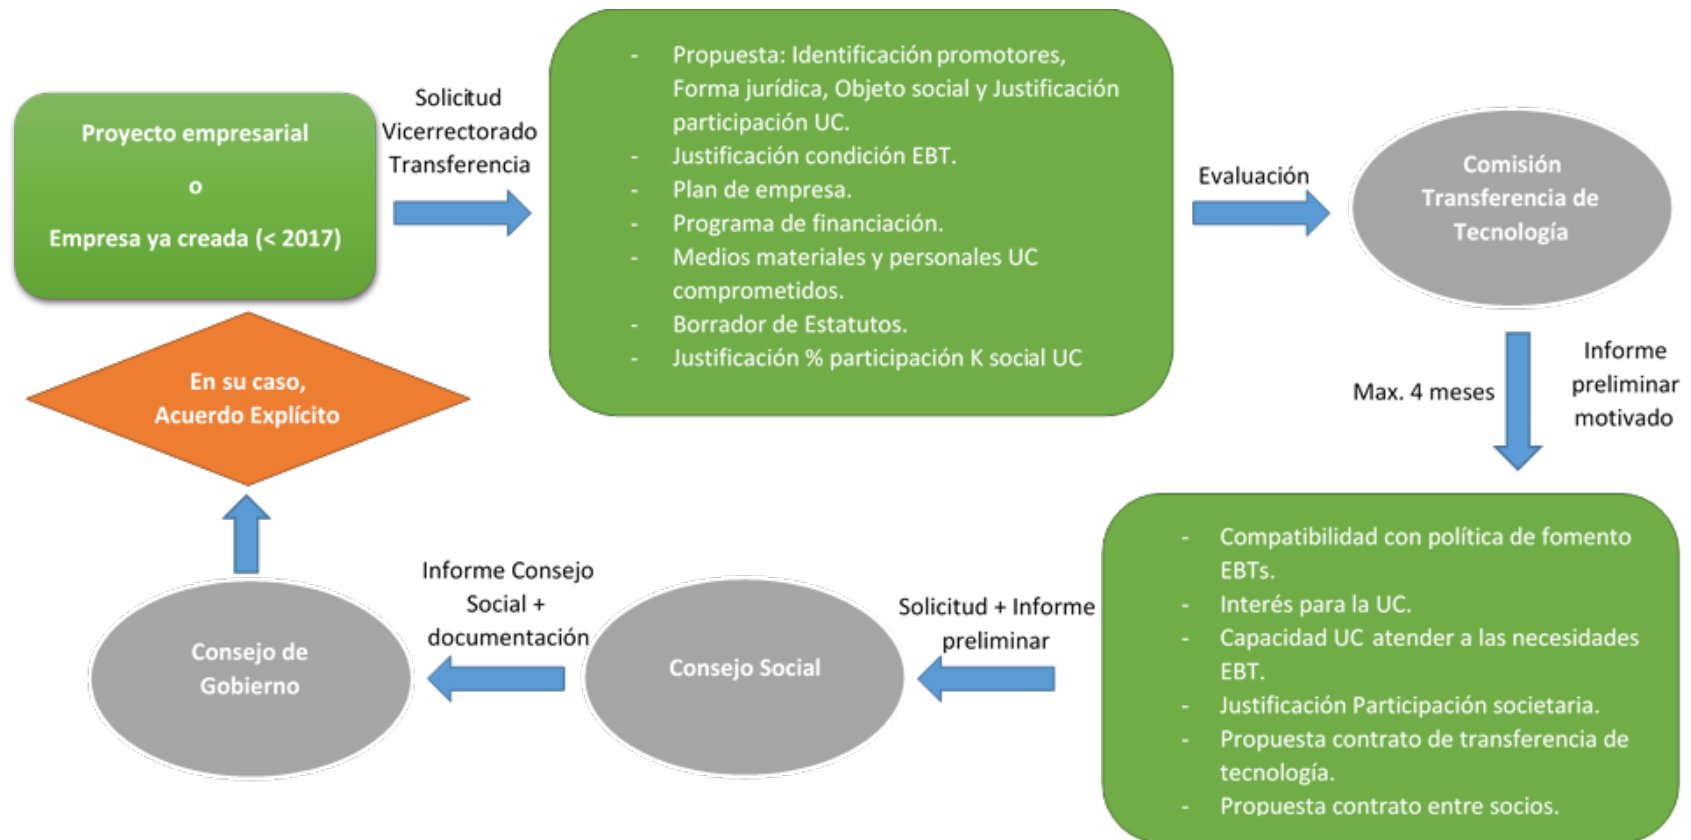 Proyecto empresarial
o
Empresa ya creada (< 2017)
Solicitud
Vicerrectorado
Transferencia
- Propuesta: Identificación promotores,
Forma jurídica, Objeto social y Justificación
participación UC.
- Justificación condición EBT.
- Plan de empresa.
- Programa de financiación.
- Medios materiales y personales UC
comprometidos.
- Borrador de Estatutos.
- Justificación % participación K social UC
Evaluación
Comisión
Transferencia de
Tecnología
Max. 4 meses
Informe
preliminar
motivado
- Compatibilidad con política de fomento
EBTs.
- Interés para la UC.
- Capacidad UC atender a las necesidades
EBT.
- Justificación Participación societaria.
- Propuesta contrato de transferencia de
tecnología.
- Propuesta contrato entre socios.
Solicitud + Informe
preliminar
Consejo Social
Informe Consejo
Social +
documentación
Consejo de
Gobierno
En su caso,
Acuerdo Explícito